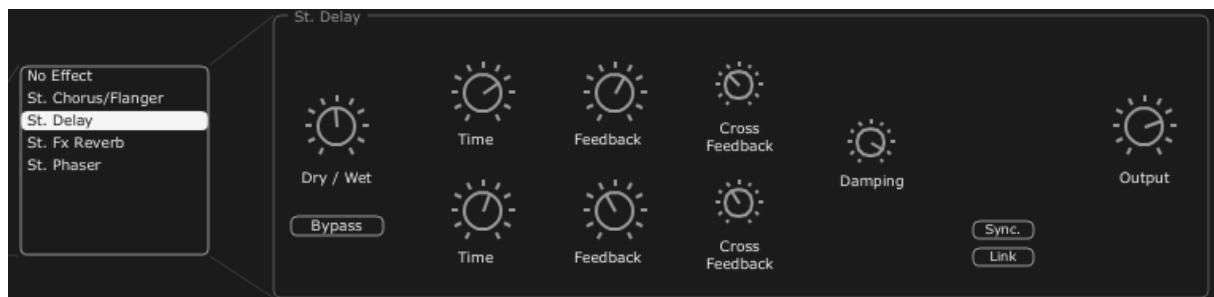 St. Delay
No Effect
St. Chorus/Flanger
St. Delay
St. Fx Reverb
St. Phaser
Dry / Wet
Bypass
Time
Feedback
Cross
Feedback
Time
Feedback
Cross
Feedback
Damping
Sync.
Link
Output